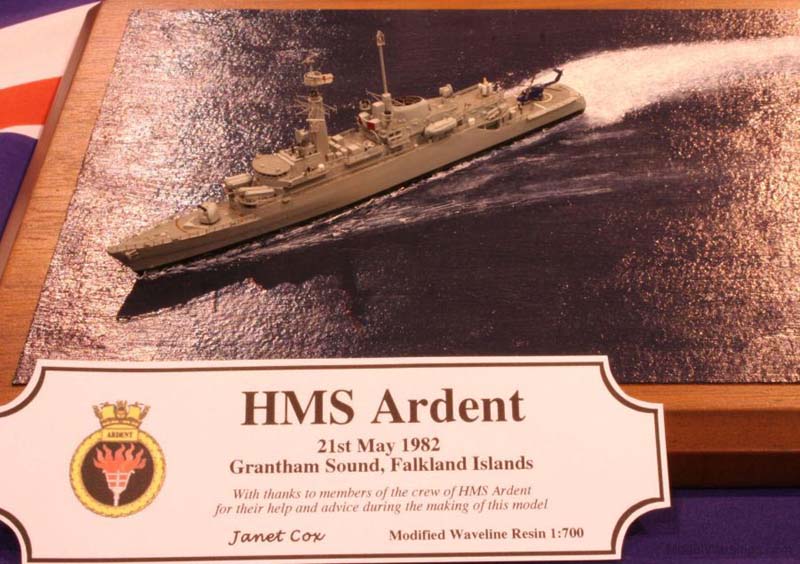 HMS Ardent
ARDENT
21st May 1982
Grantham Sound, Falkland Islands
With thanks to members of the crew of HMS Ardent
for their help and advice during the making of this model
Janet Cox
Modified Waveline Resin 1:700
ModelWarships.com